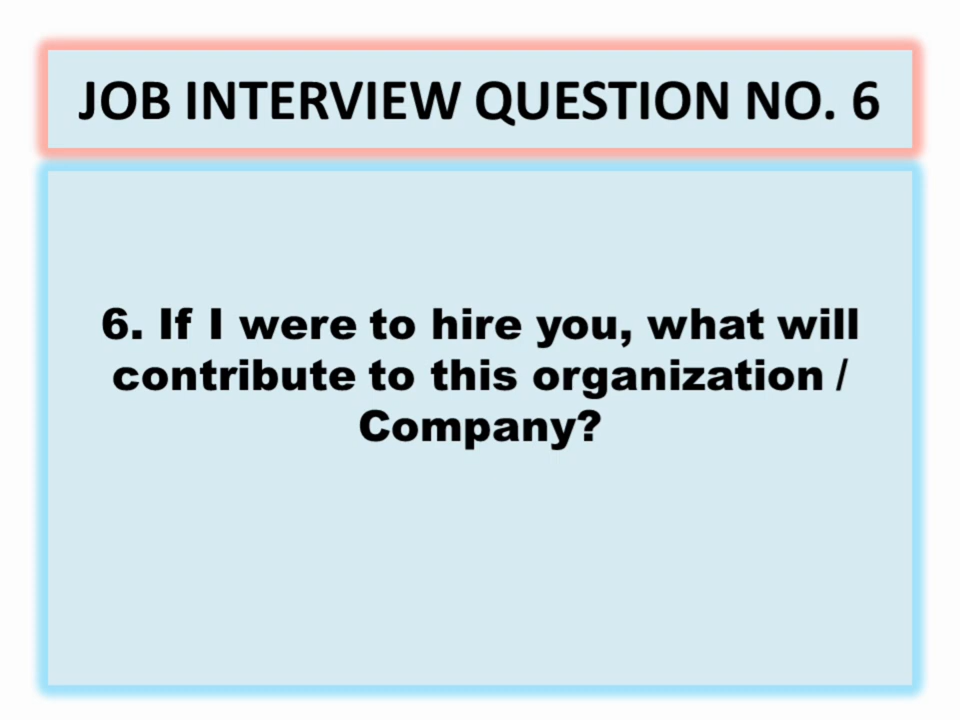 JOB INTERVIEW QUESTION NO. 6
6. If I were to hire you, what will
contribute to this organization /
Company?